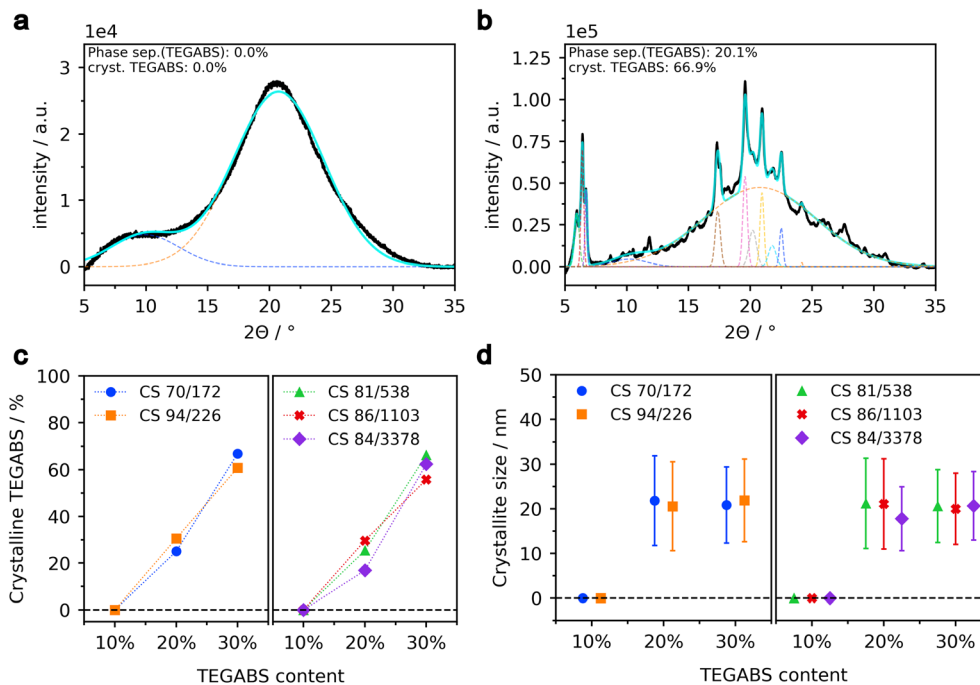 a
1e4
Phase sep.(TEGABS): 0.0%
cryst. TEGABS: 0.0%
3
2
1
0
intensity / a.u.
5 10 15 20 25 30 35
2Θ / °
b
1e5
Phase sep.(TEGABS): 20.1%
cryst. TEGABS: 66.9%
1.25
1.00
0.75
0.50
0.25
0.00
intensity / a.u.
5 10 15 20 25 30 35
2Θ / °
c
100
80
60
40
20
0
Crystalline TEGABS / %
CS 70/172
CS 94/226
CS 81/538
CS 86/1103
CS 84/3378
10% 20% 30% 10% 20% 30%
TEGABS content
d
50
40
30
20
10
0
Crystallite size / nm
CS 70/172
CS 94/226
CS 81/538
CS 86/1103
CS 84/3378
10% 20% 30% 10% 20% 30%
TEGABS content